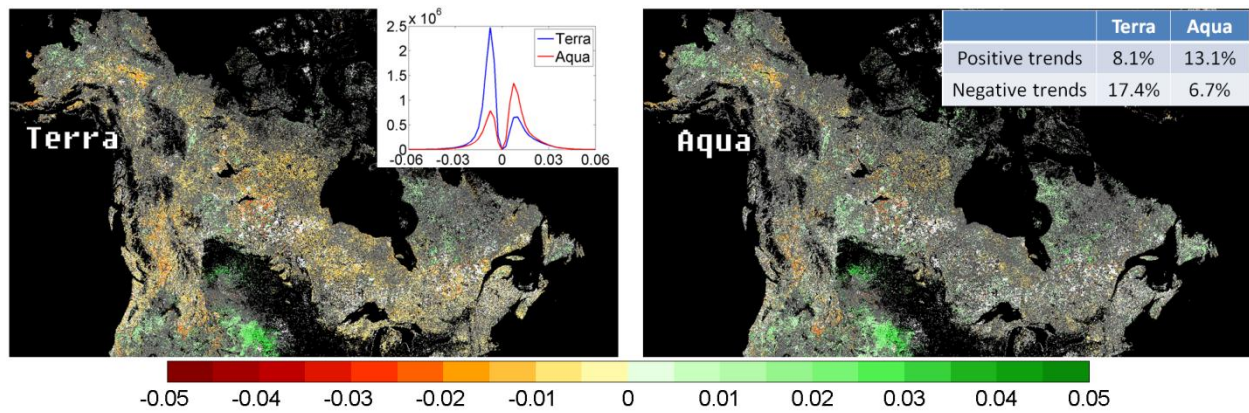 Terra
2.5 x 10^6
2
1.5
1
0.5
0
-0.06 -0.03 0 0.03 0.06
Terra
Aqua
Aqua
Terra Aqua
Positive trends 8.1% 13.1%
Negative trends 17.4% 6.7%
-0.05 -0.04 -0.03 -0.02 -0.01 0 0.01 0.02 0.03 0.04 0.05